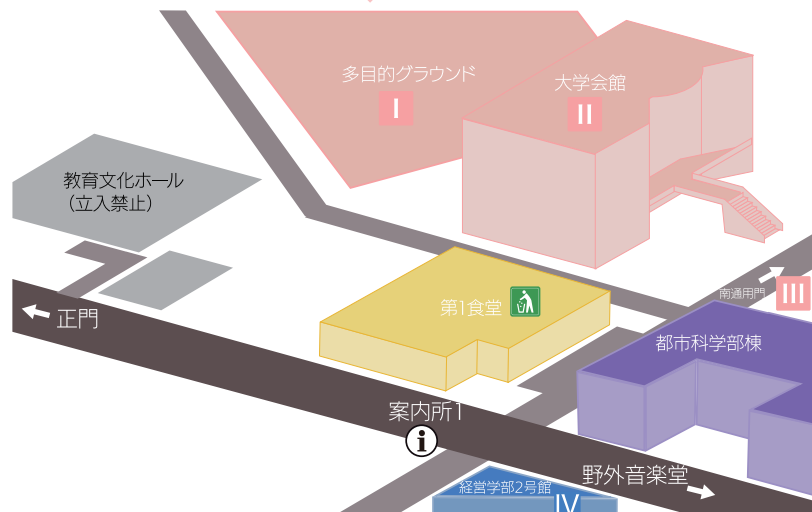 多目的グラウンド
I
大学会館
II
教育文化ホール
(立入禁止)
正門
第1食堂
南通用門
III
都市科学部棟
案内所1
i
野外音楽堂
経営学部2号館
IV